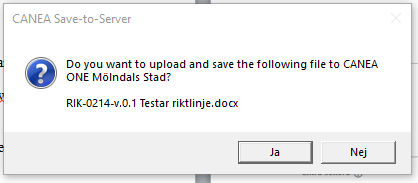 CANEA Save-to-Server
Do you want to upload and save the following file to CANEA
ONE Mölndals Stad?
RIK-0214-v.0.1 Testar riktlinje.docx
Ja
Nej